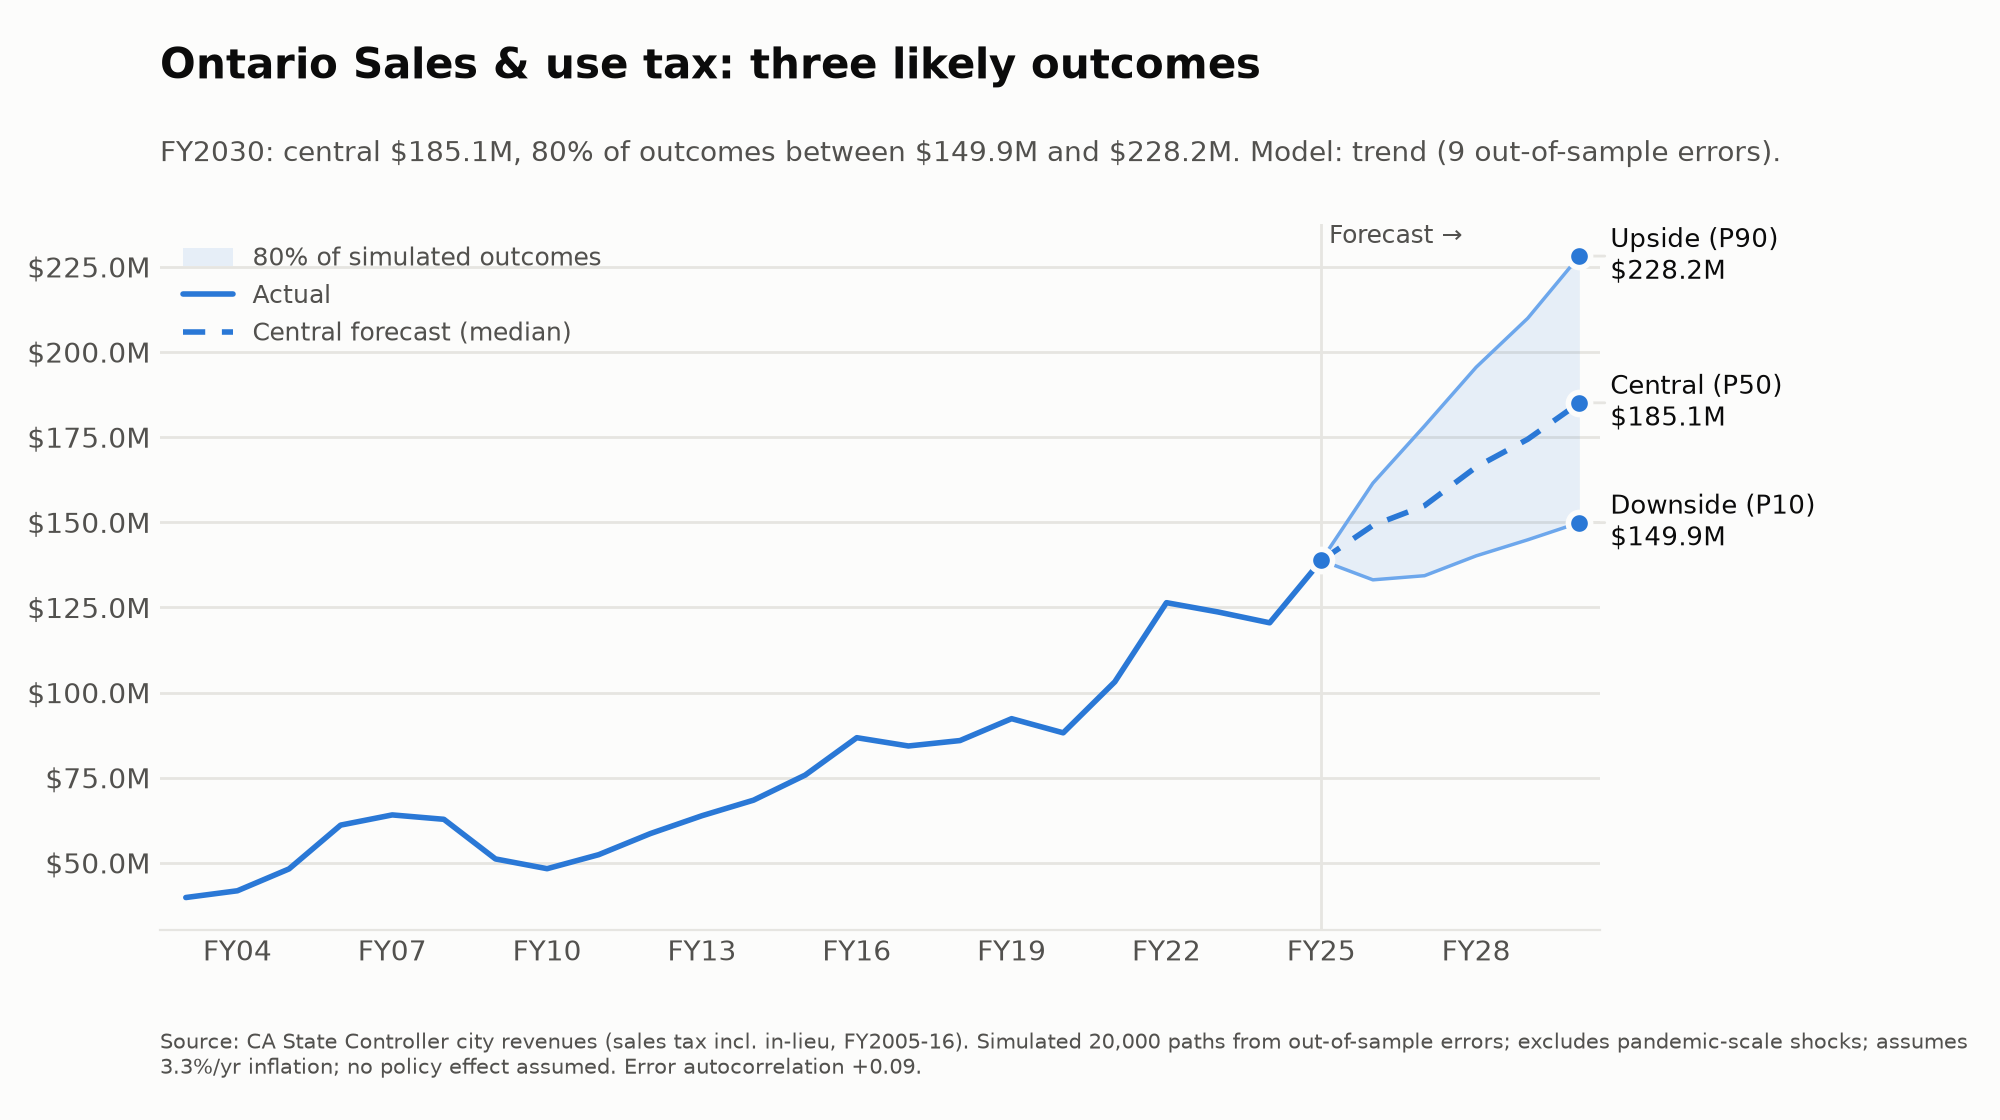 Ontario Sales & use tax: three likely outcomes
FY2030: central $185.1M, 80% of outcomes between $149.9M and $228.2M. Model: trend (9 out-of-sample errors).
80% of simulated outcomes
Actual
Central forecast (median)
Forecast →
Upside (P90)
$228.2M
Central (P50)
$185.1M
Downside (P10)
$149.9M
$225.0M
$200.0M
$175.0M
$150.0M
$125.0M
$100.0M
$75.0M
$50.0M
FY04 FY07 FY10 FY13 FY16 FY19 FY22 FY25 FY28
Source: CA State Controller city revenues (sales tax incl. in-lieu, FY2005-16). Simulated 20,000 paths from out-of-sample errors; excludes pandemic-scale shocks; assumes
3.3%/yr inflation; no policy effect assumed. Error autocorrelation +0.09.